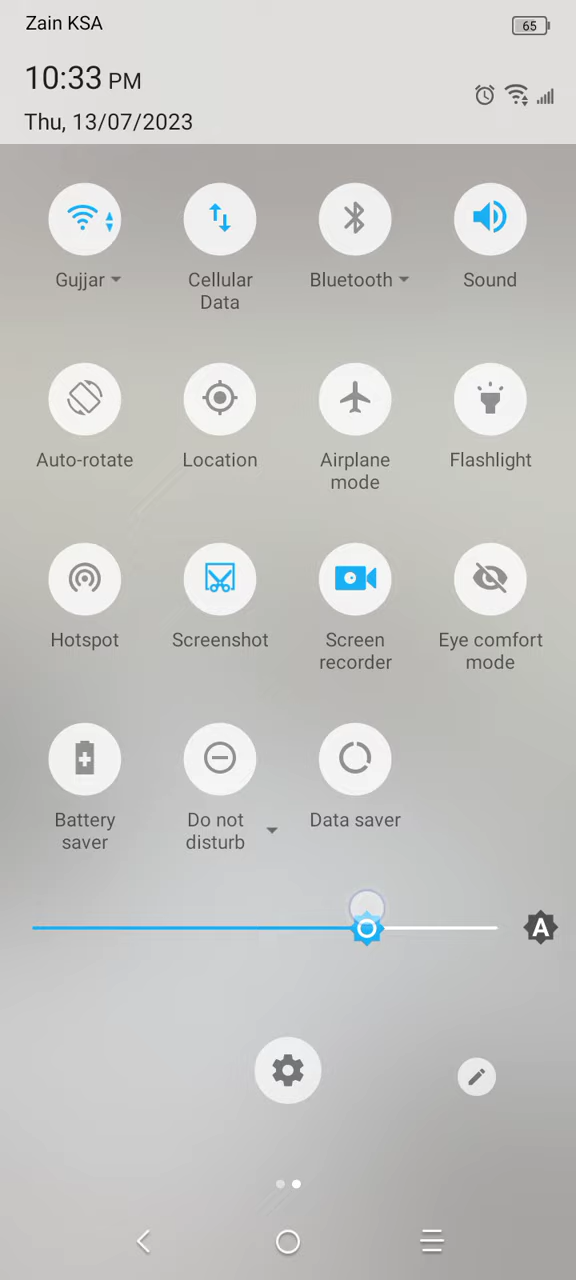 Zain KSA
65
10:33 PM
Thu, 13/07/2023
Gujjar
Cellular
Data
Bluetooth
Sound
Auto-rotate
Location
Airplane
mode
Flashlight
Hotspot
Screenshot
Screen
recorder
Eye comfort
mode
Battery
saver
Do not
disturb
Data saver
A